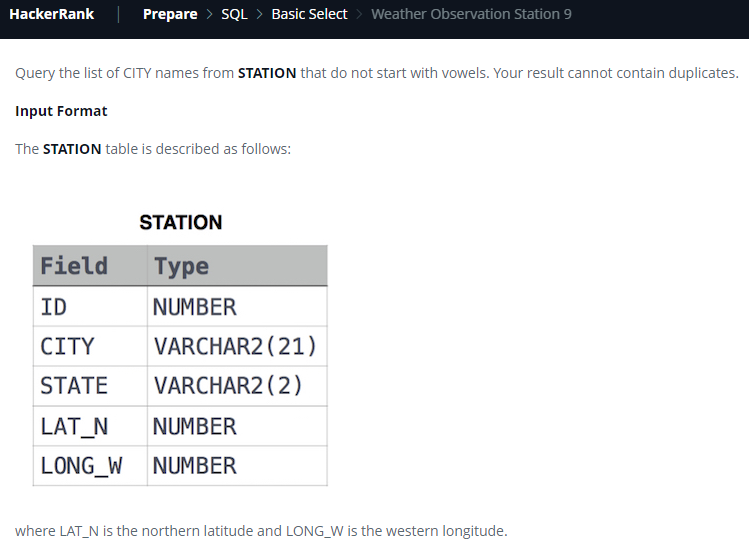 HackerRank | Prepare > SQL > Basic Select > Weather Observation Station 9
Query the list of CITY names from STATION that do not start with vowels. Your result cannot contain duplicates.
Input Format
The STATION table is described as follows:
STATION
Field Type
ID NUMBER
CITY VARCHAR2(21)
STATE VARCHAR2(2)
LAT_N NUMBER
LONG_W NUMBER
where LAT_N is the northern latitude and LONG_W is the western longitude.